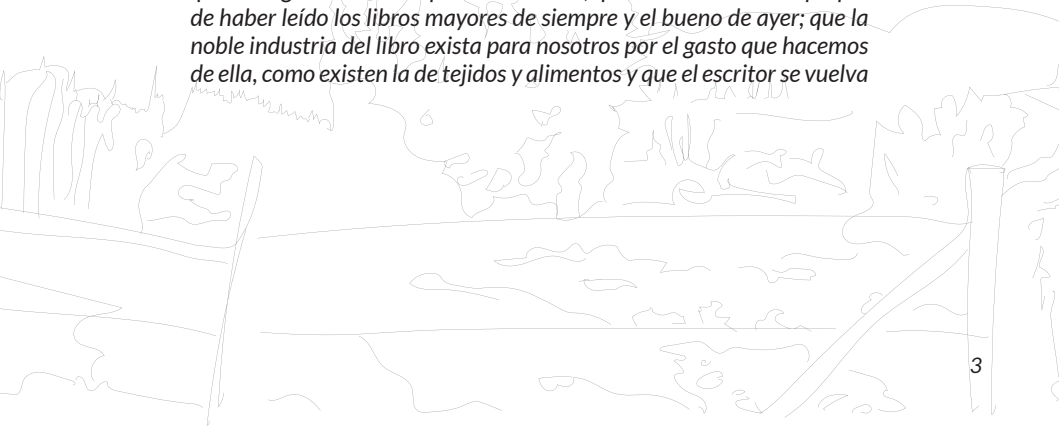 de haber leído los libros mayores de siempre y el bueno de ayer; que la
noble industria del libro exista para nosotros por el gasto que hacemos
de ella, como existen la de tejidos y alimentos y que el escritor se vuelva
3